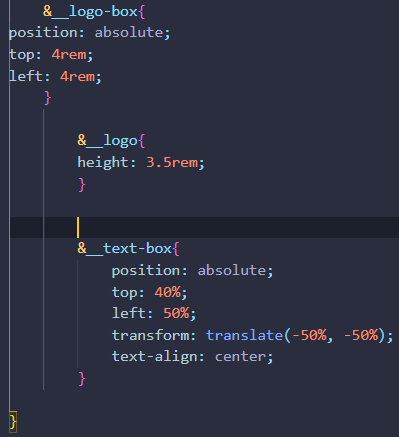 &__logo-box{
position: absolute;
top: 4rem;
left: 4rem;
}
&__logo{
height: 3.5rem;
}
&__text-box{
position: absolute;
top: 40%;
left: 50%;
transform: translate(-50%, -50%);
text-align: center;
}
}